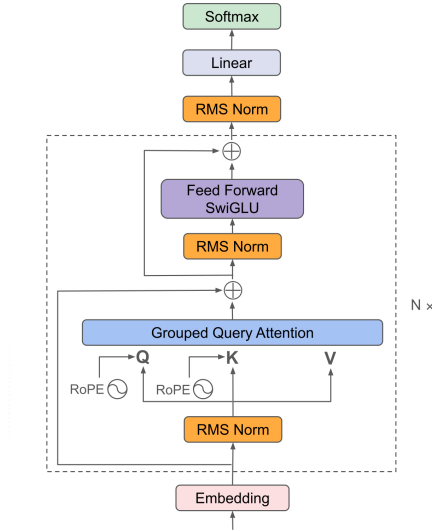 Softmax
Linear
RMS Norm
Feed Forward
SwiGLU
RMS Norm
N ×
Grouped Query Attention
Q K V
RoPE RoPE
RMS Norm
Embedding